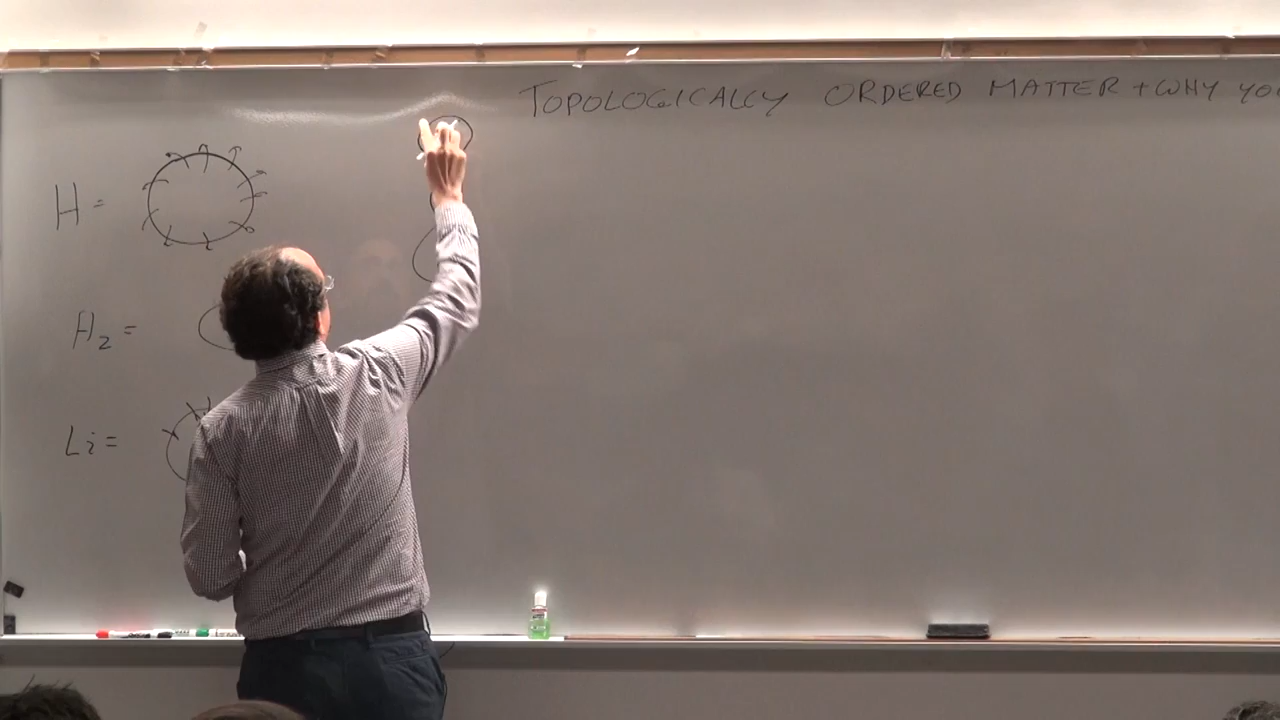 TOPOLOGICALLY ORDERED MATTER + WHY YOU
H =
H2 =
Li =